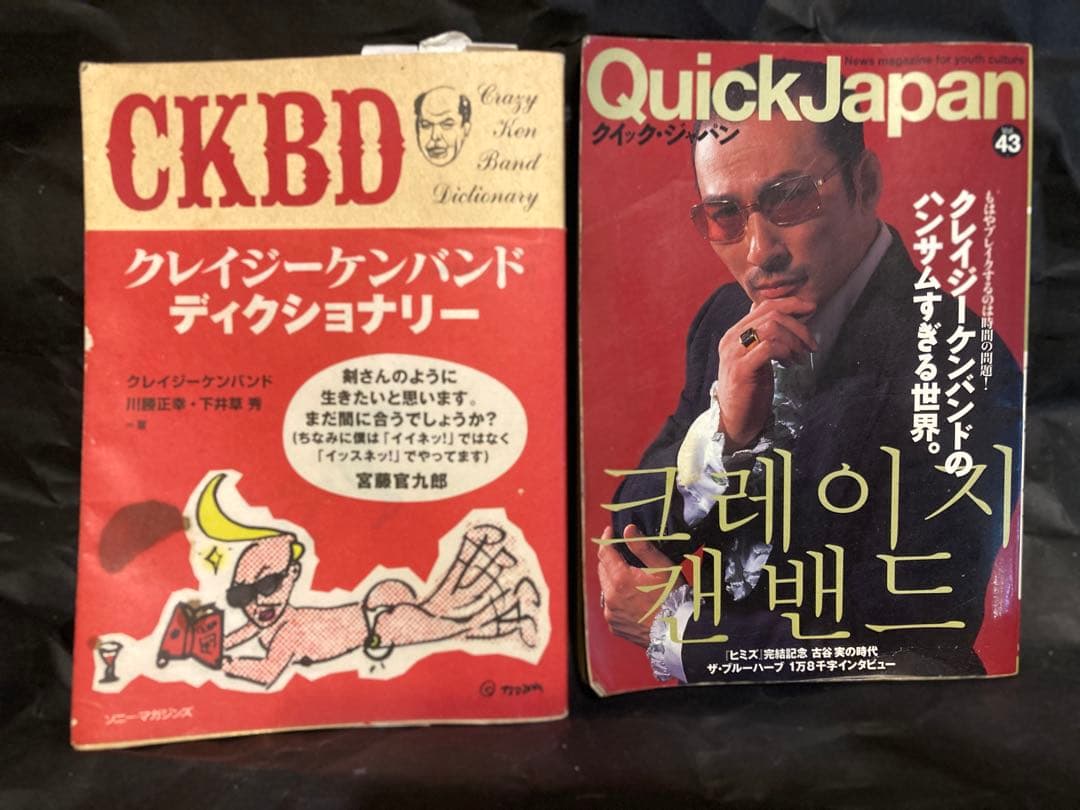 CKBD
Crazy
Ken
Band
Dictionary
クレイジーケンバンド
ディクショナリー
クレイジーケンバンド
川勝正幸・下井草 秀
=著
剣さんのように
生きたいと思います。
まだ間に合うでしょうか?
(ちなみに僕は「イイネッ!」ではなく
「イッスネッ!」でやってます)
宮藤官九郎
ソニー・マガジンズ
QuickJapan
News magazine for youth culture
クイック・ジャパン
Vol.
43
もはやブレイクするのは時間の問題!
クレイジーケンバンドの
ハンサムすぎる世界。
크레이지
캔밴드
[ヒミズ]完結記念 古谷 実の時代
ザ・ブルーハーブ 1万8千字インタビュー